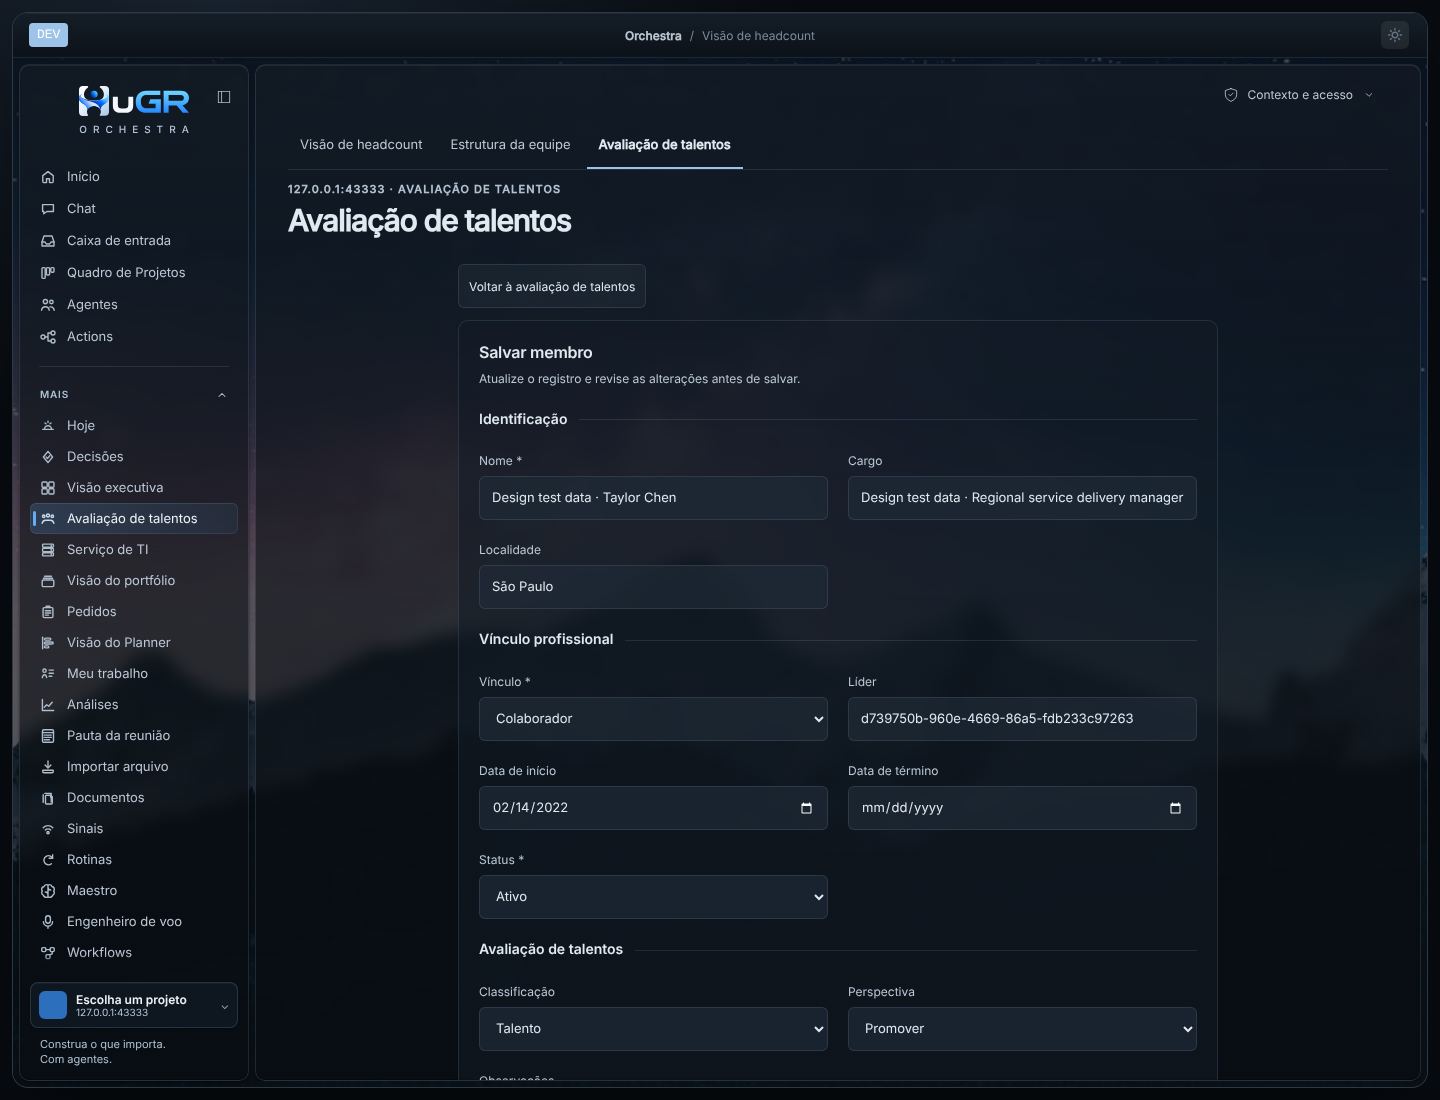 DEV
Orchestra / Visão de headcount
HuGR
ORCHESTRA
Início
Chat
Caixa de entrada
Quadro de Projetos
Agentes
Actions
MAIS
Hoje
Decisões
Visão executiva
Avaliação de talentos
Serviço de TI
Visão do portfólio
Pedidos
Visão do Planner
Meu trabalho
Análises
Pauta da reunião
Importar arquivo
Documentos
Sinais
Rotinas
Maestro
Engenheiro de voo
Workflows
Escolha um projeto
127.0.0.1:43333
Construa o que importa.
Com agentes.
Contexto e acesso
Visão de headcount
Estrutura da equipe
Avaliação de talentos
127.0.0.1:43333 · AVALIAÇÃO DE TALENTOS
Avaliação de talentos
Voltar à avaliação de talentos
Salvar membro
Atualize o registro e revise as alterações antes de salvar.
Identificação
Nome *
Cargo
Design test data · Taylor Chen
Design test data · Regional service delivery manager
Localidade
São Paulo
Vínculo profissional
Vínculo *
Líder
Colaborador
d739750b-960e-4669-86a5-fdb233c97263
Data de início
Data de término
02/14/2022
mm/dd/yyyy
Status *
Ativo
Avaliação de talentos
Classificação
Perspectiva
Talento
Promover
Observações